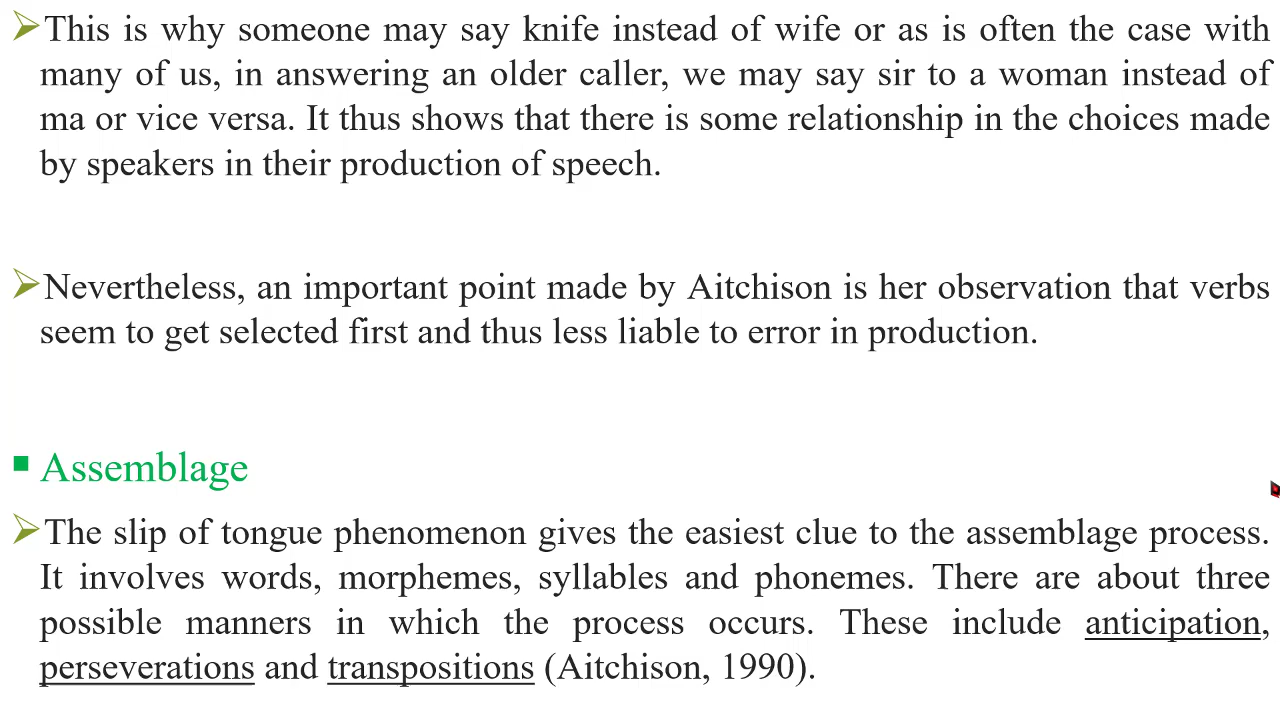 ➢This is why someone may say knife instead of wife or as is often the case with
many of us, in answering an older caller, we may say sir to a woman instead of
ma or vice versa. It thus shows that there is some relationship in the choices made
by speakers in their production of speech.
➢Nevertheless, an important point made by Aitchison is her observation that verbs
seem to get selected first and thus less liable to error in production.
▪ Assemblage
➢The slip of tongue phenomenon gives the easiest clue to the assemblage process.
It involves words, morphemes, syllables and phonemes. There are about three
possible manners in which the process occurs. These include anticipation,
perseverations and transpositions (Aitchison, 1990).